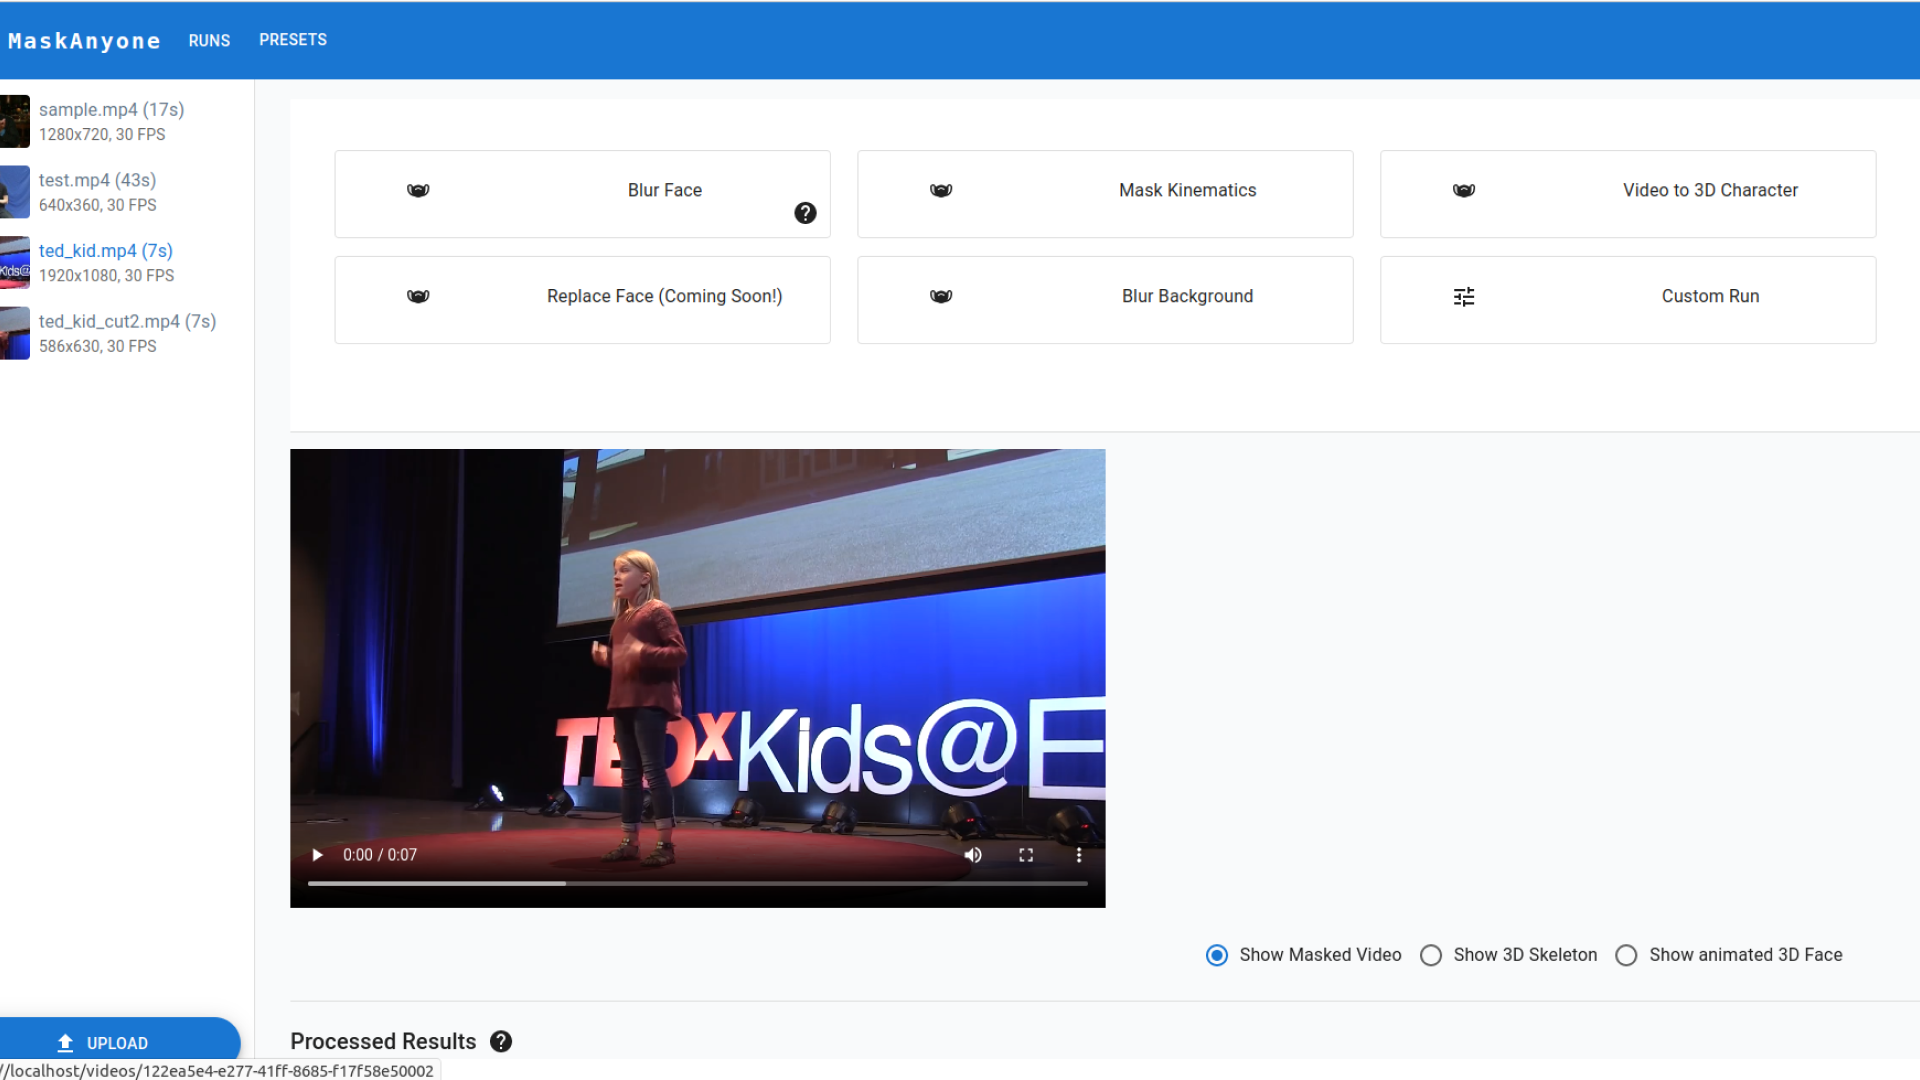 MaskAnyone RUNS PRESETS
sample.mp4 (17s)
1280x720, 30 FPS
test.mp4 (43s)
640x360, 30 FPS
ted_kid.mp4 (7s)
1920x1080, 30 FPS
ted_kid_cut2.mp4 (7s)
586x630, 30 FPS
UPLOAD
Blur Face
Mask Kinematics
Video to 3D Character
Replace Face (Coming Soon!)
Blur Background
Custom Run
Kids@
TEDxKids@E
0:00 / 0:07
Show Masked Video
Show 3D Skeleton
Show animated 3D Face
Processed Results
//localhost/videos/122ea5e4-e277-41ff-8685-f17f58e50002